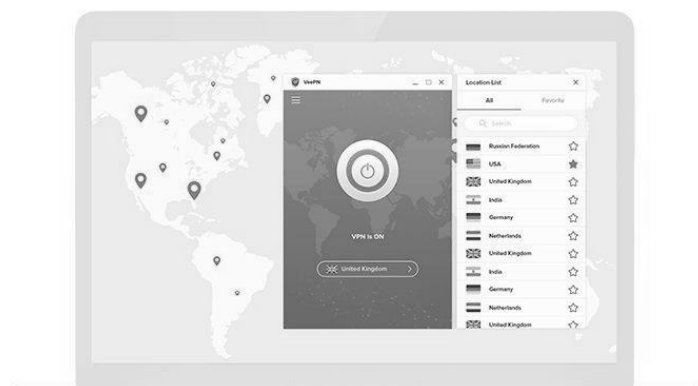 VeePN
VPN is ON
United Kingdom
Location List
All Favorite
Search
Russian Federation
USA
United Kingdom
India
Germany
Netherlands
United Kingdom
India
Germany
Netherlands
United Kingdom